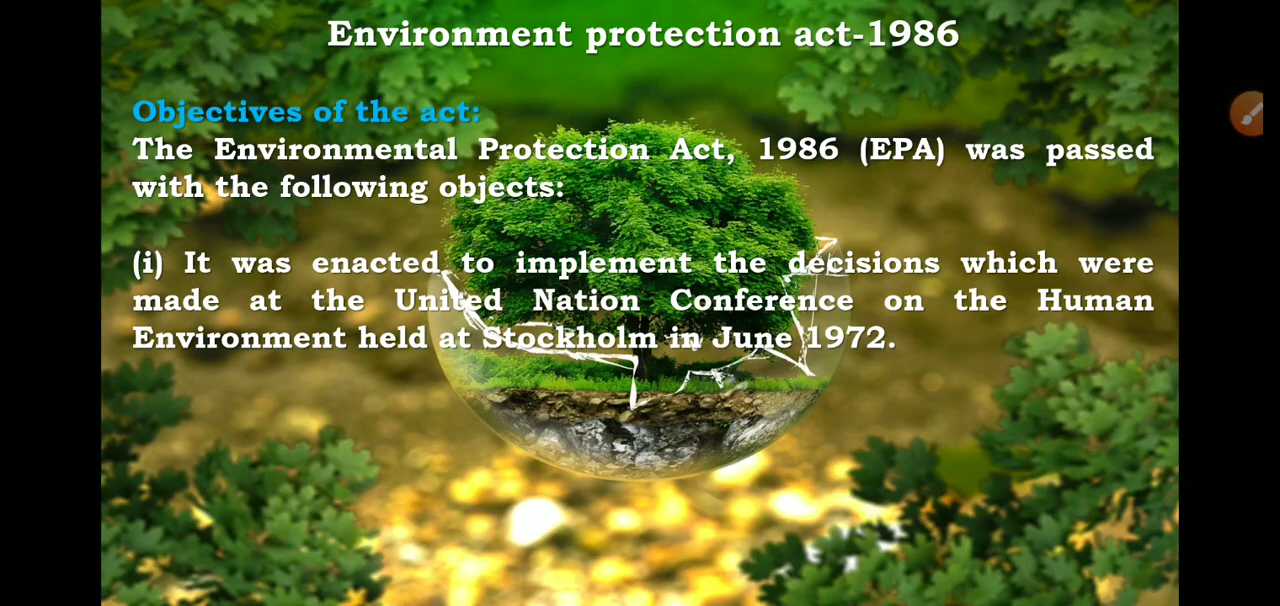 Environment protection act-1986
Objectives of the act:
The Environmental Protection Act, 1986 (EPA) was passed
with the following objects:
(i) It was enacted to implement the decisions which were
made at the United Nation Conference on the Human
Environment held at Stockholm in June 1972.